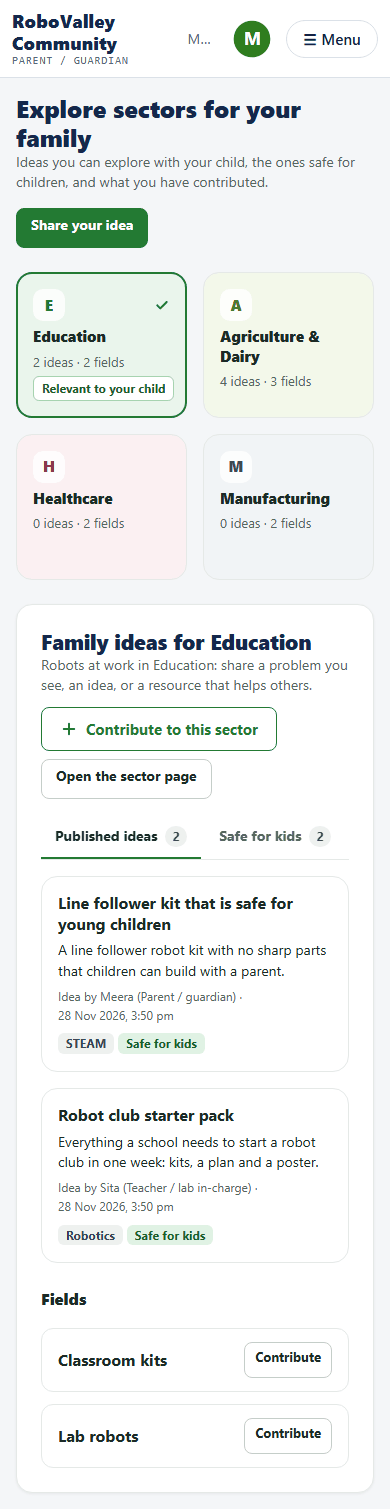 RoboValley
Community
PARENT / GUARDIAN
M...
M
☰ Menu
Explore sectors for your
family
Ideas you can explore with your child, the ones safe for
children, and what you have contributed.
Share your idea
E
Education
2 ideas · 2 fields
Relevant to your child
A
Agriculture &
Dairy
4 ideas · 3 fields
H
Healthcare
0 ideas · 2 fields
M
Manufacturing
0 ideas · 2 fields
Family ideas for Education
Robots at work in Education: share a problem you
see, an idea, or a resource that helps others.
+ Contribute to this sector
Open the sector page
Published ideas 2
Safe for kids 2
Line follower kit that is safe for
young children
A line follower robot kit with no sharp parts
that children can build with a parent.
Idea by Meera (Parent / guardian) ·
28 Nov 2026, 3:50 pm
STEAM Safe for kids
Robot club starter pack
Everything a school needs to start a robot
club in one week: kits, a plan and a poster.
Idea by Sita (Teacher / lab in-charge) ·
28 Nov 2026, 3:50 pm
Robotics Safe for kids
Fields
Classroom kits Contribute
Lab robots Contribute